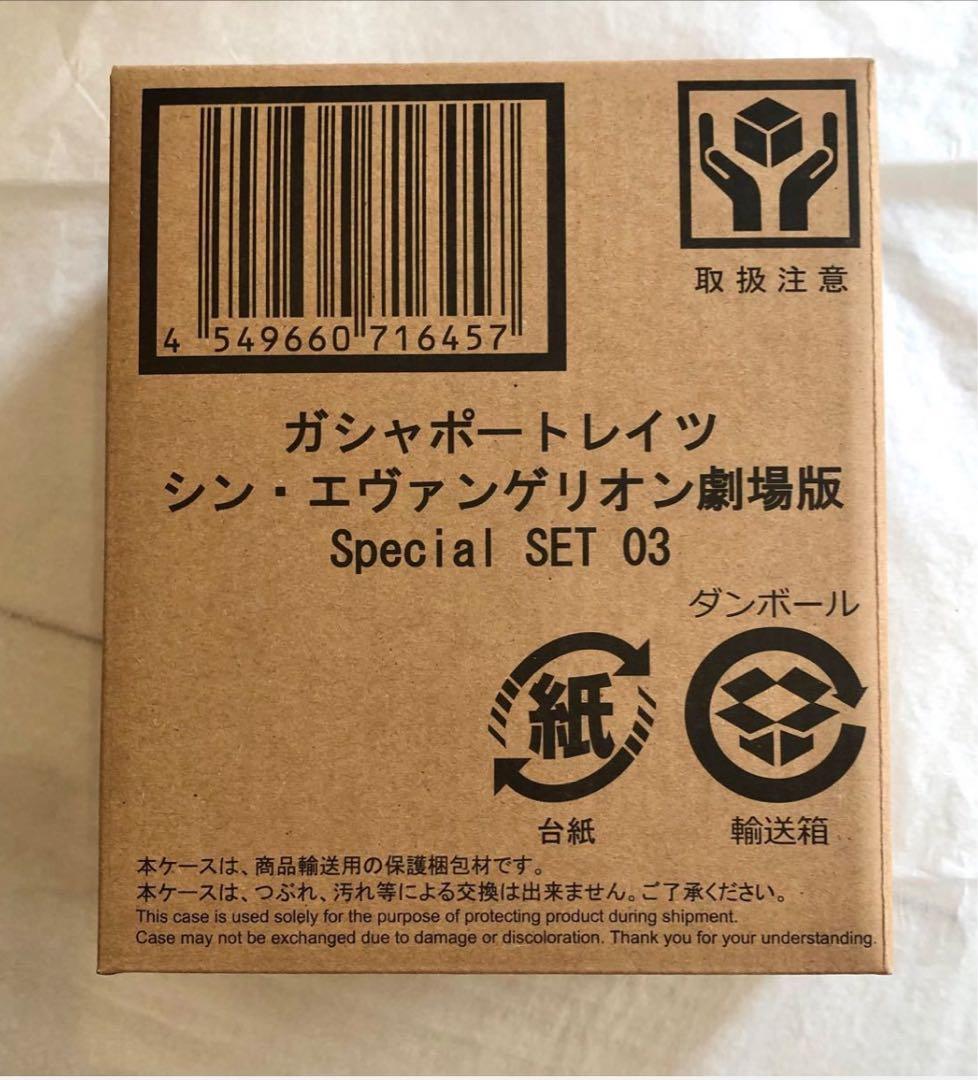 4 549660 716457
取扱注意
ガシャポートレイツ
シン・エヴァンゲリオン劇場版
Special SET 03
ダンボール
紙
台紙
輸送箱
本ケースは、商品輸送用の保護梱包材です。
本ケースは、つぶれ、汚れ等による交換は出来ません。ご了承ください。
This case is used solely for the purpose of protecting product during shipment.
Case may not be exchanged due to damage or discoloration. Thank you for your understanding.